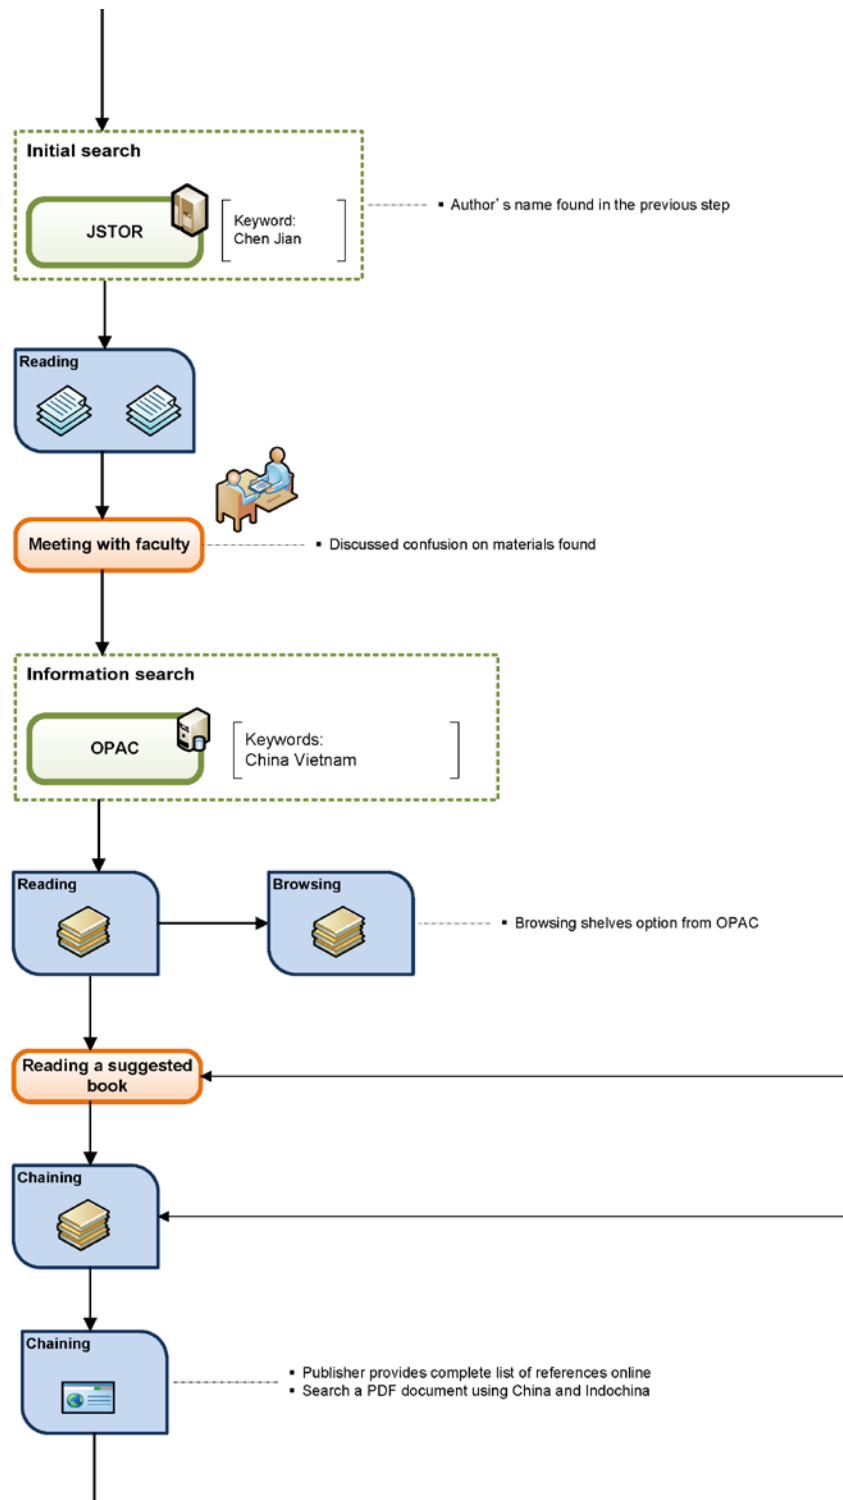 Initial search
JSTOR
Keyword:
Chen Jian
▪ Author's name found in the previous step
Reading
Meeting with faculty
▪ Discussed confusion on materials found
Information search
OPAC
Keywords:
China Vietnam
Reading
Browsing
▪ Browsing shelves option from OPAC
Reading a suggested
book
Chaining
Chaining
▪ Publisher provides complete list of references online
▪ Search a PDF document using China and Indochina